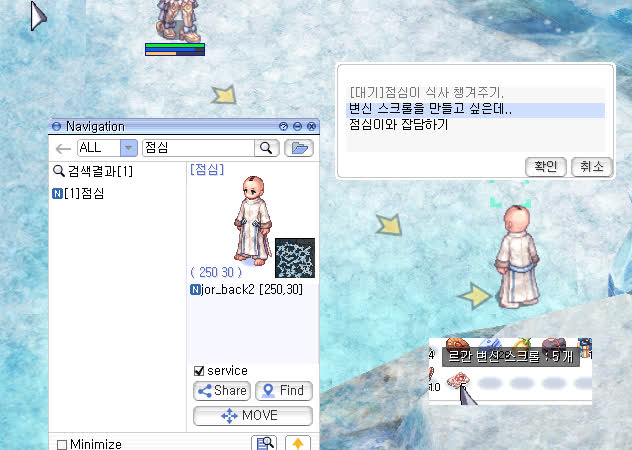 [대기]점심이 식사 챙겨주기.
변신 스크롤을 만들고 싶은데..
점심이와 잡담하기
확인 취소
Navigation
ALL 점심
검색결과[1]
[1]점심
[점심]
( 250 30 )
jor_back2 [250,30]
service
Share Find
MOVE
Minimize
르간 변신 스크롤 : 5 개